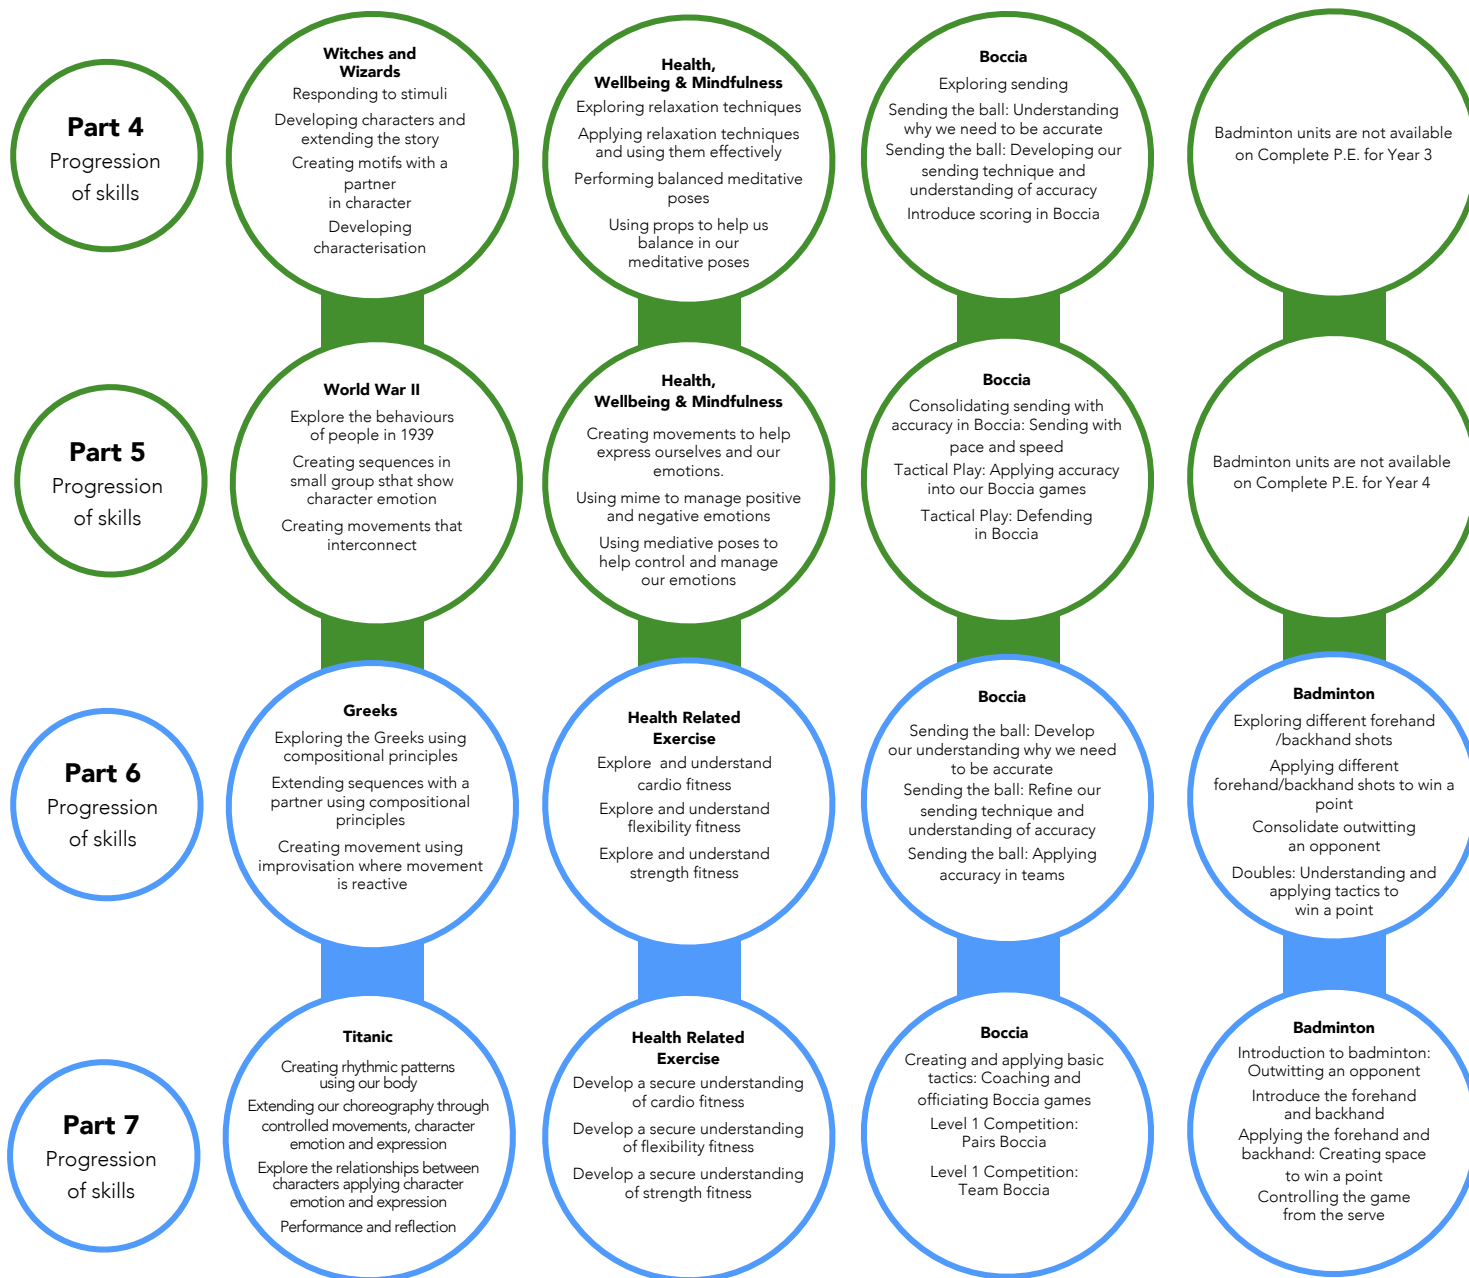 Part 4
Progression
of skills
Witches and
Wizards
Responding to stimuli
Developing characters and
extending the story
Creating motifs with a
partner
in character
Developing
characterisation
Health,
Wellbeing & Mindfulness
Exploring relaxation techniques
Applying relaxation techniques
and using them effectively
Performing balanced meditative
poses
Using props to help us
balance in our
meditative poses
Boccia
Exploring sending
Sending the ball: Understanding
why we need to be accurate
Sending the ball: Developing our
sending technique and
understanding of accuracy
Introduce scoring in Boccia
Badminton units are not available
on Complete P.E. for Year 3
Part 5
Progression
of skills
World War II
Explore the behaviours
of people in 1939
Creating sequences in
small group sthat show
character emotion
Creating movements that
interconnect
Health,
Wellbeing & Mindfulness
Creating movements to help
express ourselves and our
emotions.
Using mime to manage positive
and negative emotions
Using mediative poses to
help control and manage
our emotions
Boccia
Consolidating sending with
accuracy in Boccia: Sending with
pace and speed
Tactical Play: Applying accuracy
into our Boccia games
Tactical Play: Defending
in Boccia
Badminton units are not available
on Complete P.E. for Year 4
Part 6
Progression
of skills
Greeks
Exploring the Greeks using
compositional principles
Extending sequences with a
partner using compositional
principles
Creating movement using
improvisation where movement
is reactive
Health Related
Exercise
Explore and understand
cardio fitness
Explore and understand
flexibility fitness
Explore and understand
strength fitness
Boccia
Sending the ball: Develop
our understanding why we need
to be accurate
Sending the ball: Refine our
sending technique and
understanding of accuracy
Sending the ball: Applying
accuracy in teams
Badminton
Exploring different forehand
/backhand shots
Applying different
forehand/backhand shots to win a
point
Consolidate outwitting
an opponent
Doubles: Understanding and
applying tactics to
win a point
Part 7
Progression
of skills
Titanic
Creating rhythmic patterns
using our body
Extending our choreography through
controlled movements, character
emotion and expression
Explore the relationships between
characters applying character
emotion and expression
Performance and reflection
Health Related
Exercise
Develop a secure understanding
of cardio fitness
Develop a secure understanding
of flexibility fitness
Develop a secure understanding
of strength fitness
Boccia
Creating and applying basic
tactics: Coaching and
officiating Boccia games
Level 1 Competition:
Pairs Boccia
Level 1 Competition:
Team Boccia
Badminton
Introduction to badminton:
Outwitting an opponent
Introduce the forehand
and backhand
Applying the forehand and
backhand: Creating space
to win a point
Controlling the game
from the serve